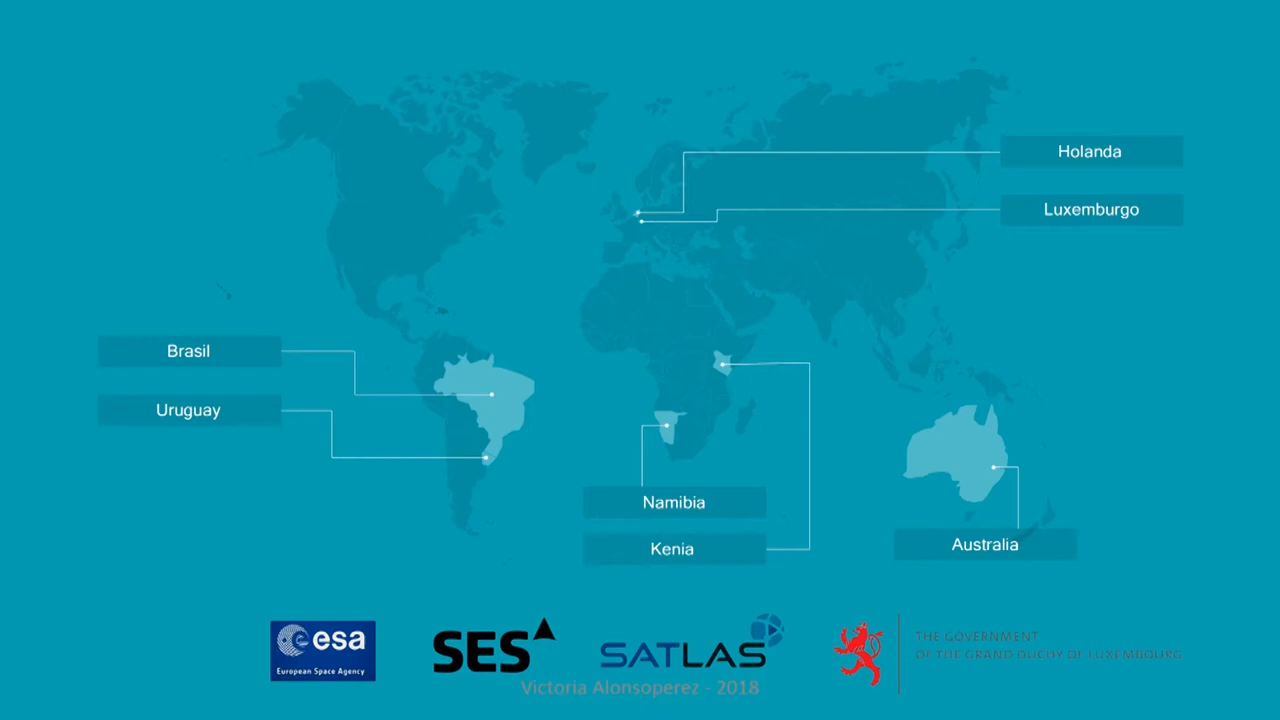 Holanda
Luxemburgo
Brasil
Uruguay
Namibia
Kenia
Australia
esa
European Space Agency
SES
SATLAS
THE GOVERNMENT
OF THE GRAND DUCHY OF LUXEMBOURG
Victoria Alonsoperez - 2018